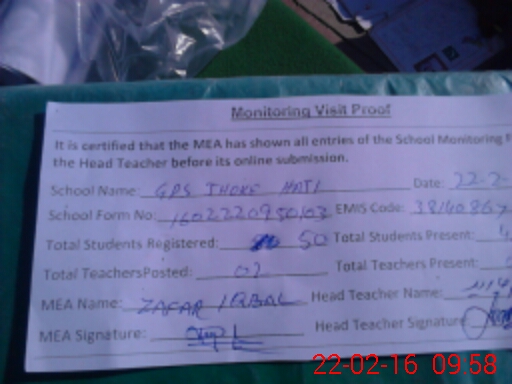 Monitoring Visit Proof
It is certified that the MEA has shown all entries of the School Monitoring
the Head Teacher before its online submission.
School Name: GPS THOKE HATI Date: 22-2-
School Form No: 1602220950103 EMIS Code: 381408
Total Students Registered: 50 Total Students Present:
Total TeachersPosted: 02 Total Teachers Present:
MEA Name: ZAFAR IQBAL Head Teacher Name:
MEA Signature: Head Teacher Signature
22-02-16 09:58